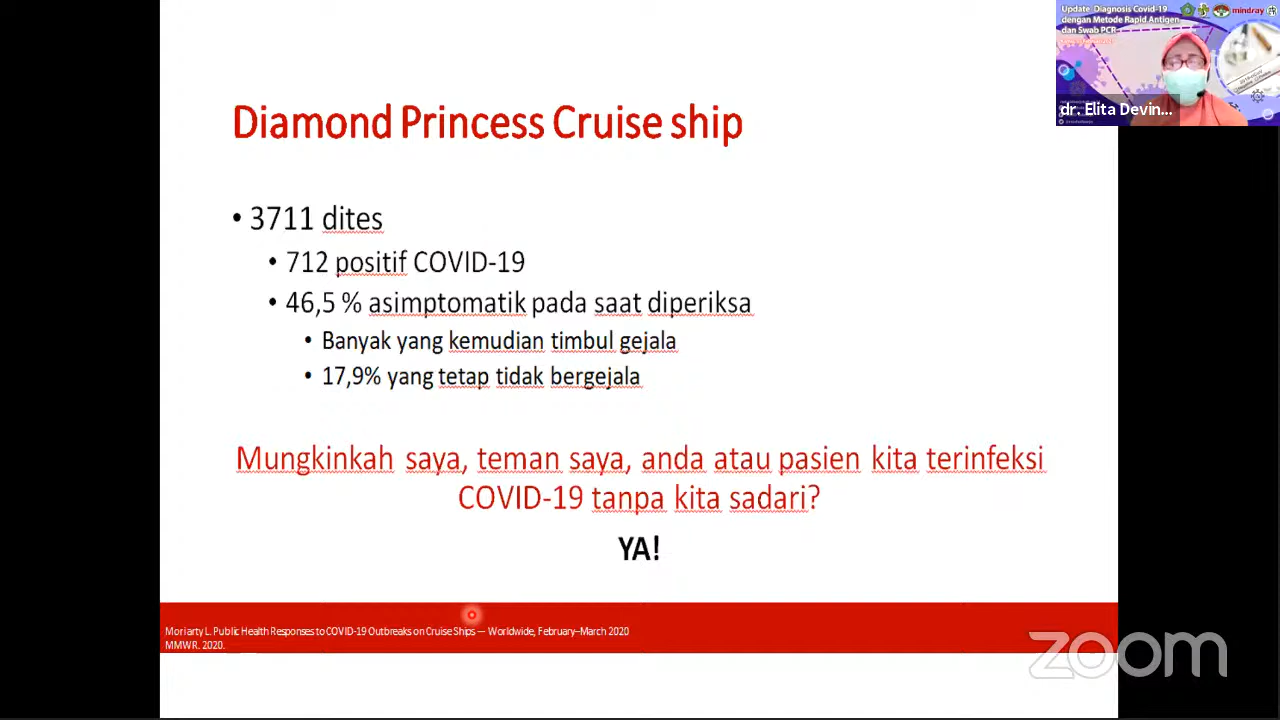 Diamond Princess Cruise ship
• 3711 dites
• 712 positif COVID-19
• 46,5 % asimptomatik pada saat diperiksa
• Banyak yang kemudian timbul gejala
• 17,9% yang tetap tidak bergejala
Mungkinkah saya, teman saya, anda atau pasien kita terinfeksi
COVID-19 tanpa kita sadari?
YA!
Moriarty L. Public Health Responses to COVID-19 Outbreaks on Cruise Ships — Worldwide, February–March 2020
MMWR. 2020.
Update Diagnosis Covid-19
dengan Metode Rapid Antigen
dan Swab PCR
mindray
dr. Elita Devin...
zoom